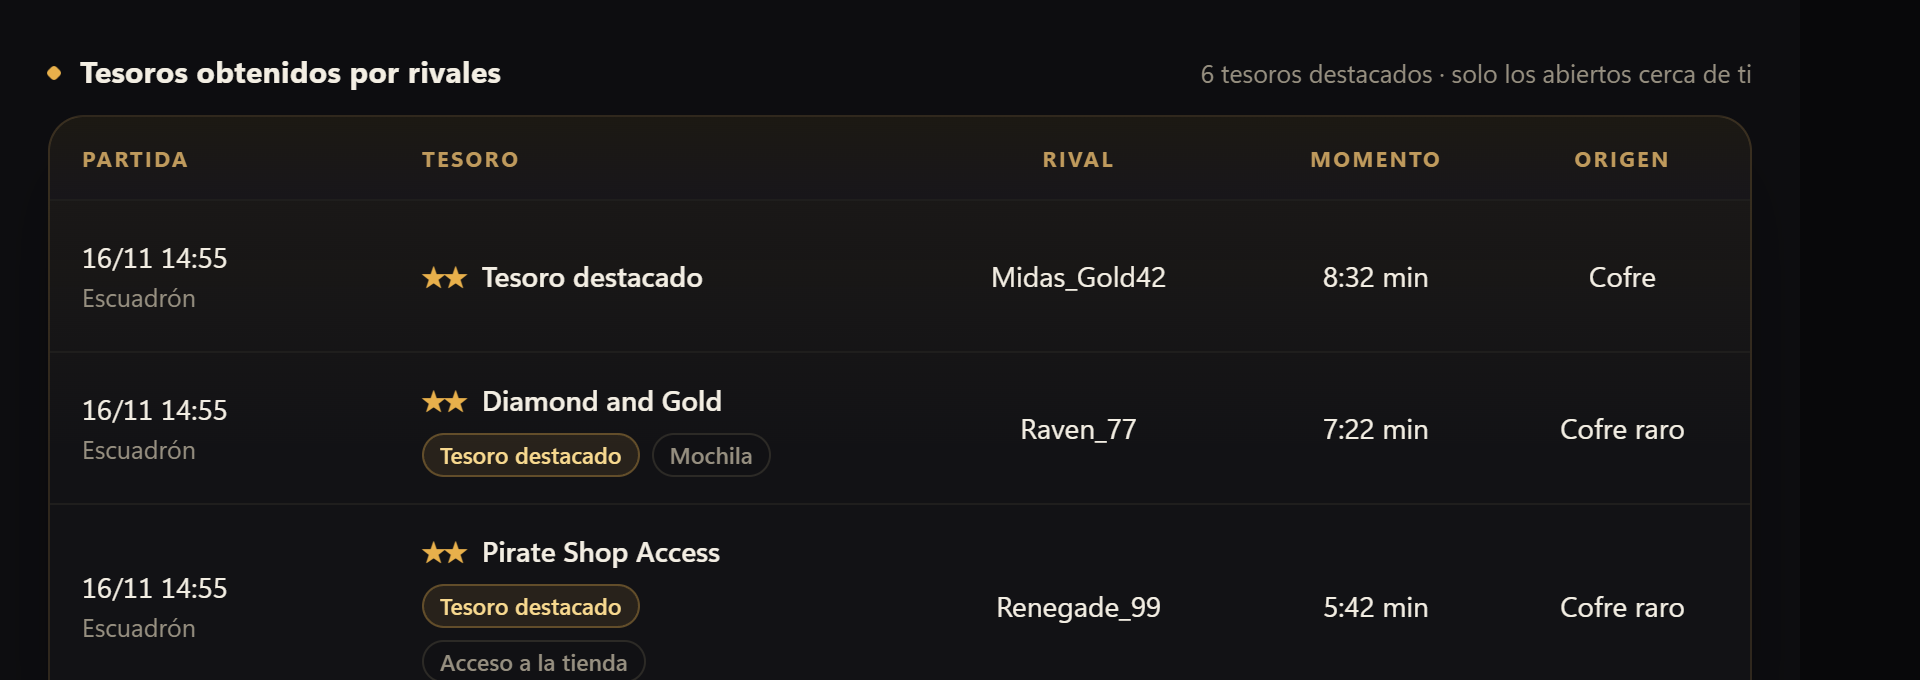 Tesoros obtenidos por rivales
6 tesoros destacados · solo los abiertos cerca de ti
PARTIDA TESORO RIVAL MOMENTO ORIGEN
16/11 14:55
Escuadrón
★★ Tesoro destacado
Midas_Gold42
8:32 min
Cofre
16/11 14:55
Escuadrón
★★ Diamond and Gold
Tesoro destacado Mochila
Raven_77
7:22 min
Cofre raro
16/11 14:55
Escuadrón
★★ Pirate Shop Access
Tesoro destacado
Acceso a la tienda
Renegade_99
5:42 min
Cofre raro